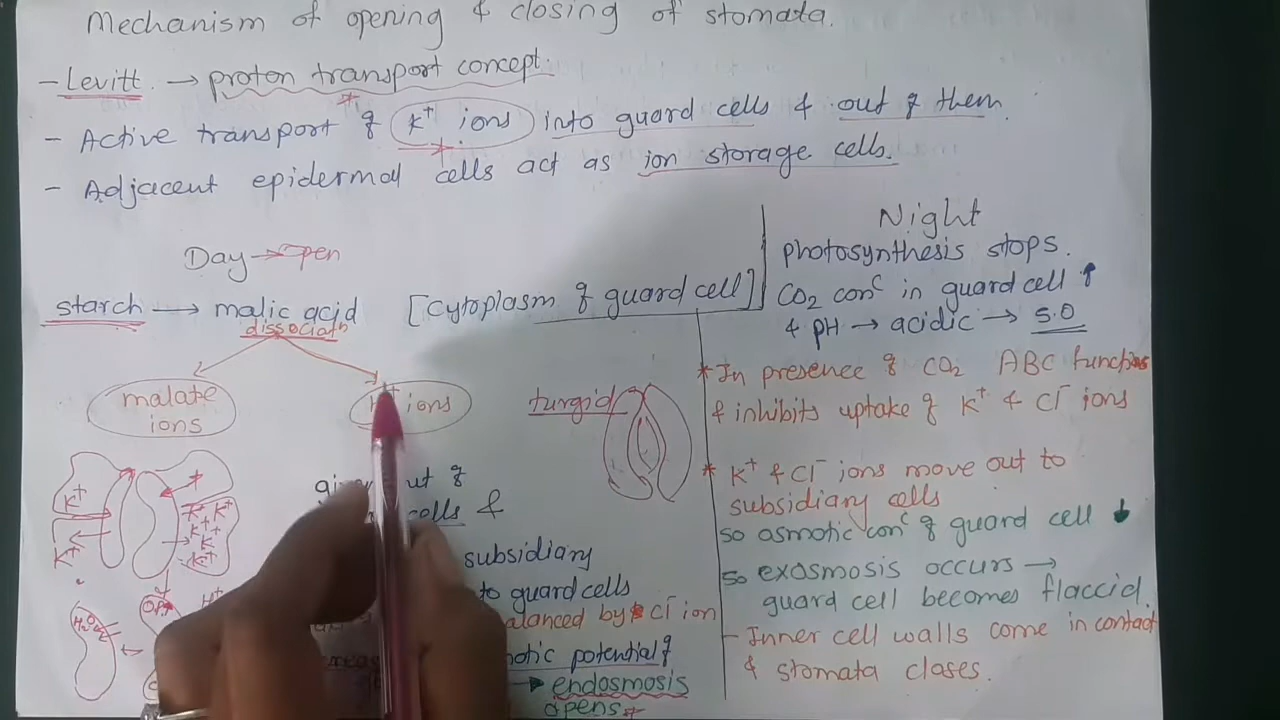 Mechanism of opening & closing of stomata.
- Levitt → proton transport concept.
- Active transport of K+ ions into guard cells & out of them.
- Adjacent epidermal cells act as ion storage cells.
Day → Open
starch → malic acid [cytoplasm of guard cell]
dissociatn
malate ions
ions
turgid
K+
K+
K+ K+
K+
K+
K+
H+
H2O
out of
cells &
subsidiary
to guard cells
balanced by Cl- ion
potential of
→ endosmosis
opens
Night
photosynthesis stops.
CO2 conc in guard cell ↑
& pH → acidic → S.O
* In presence of CO2 ABC functions
& inhibits uptake of K+ & Cl- ions
* K+ & Cl- ions move out to
subsidiary cells
so osmotic conc of guard cell ↓
so exosmosis occurs →
guard cell becomes flaccid.
- Inner cell walls come in contact
& stomata closes.